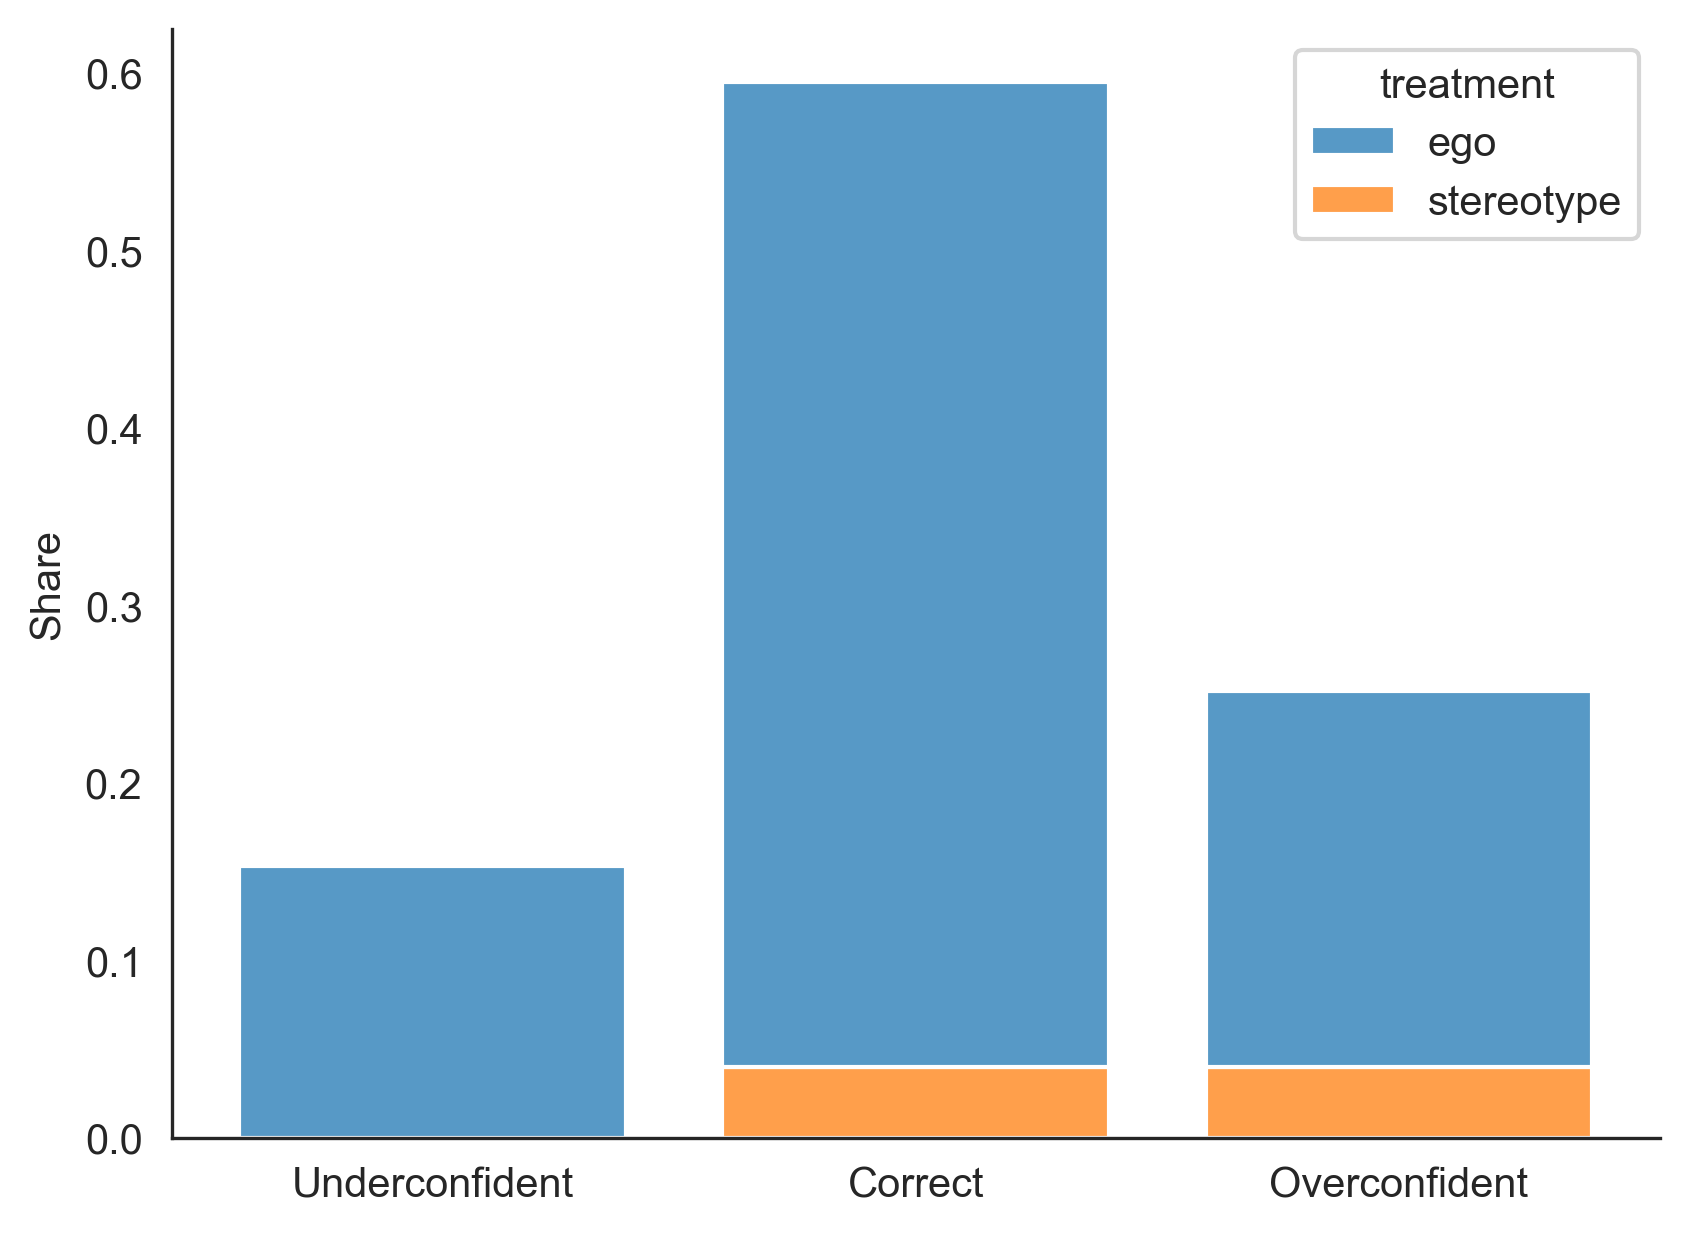 treatment
ego
stereotype
Share
0.6
0.5
0.4
0.3
0.2
0.1
0.0
Underconfident
Correct
Overconfident